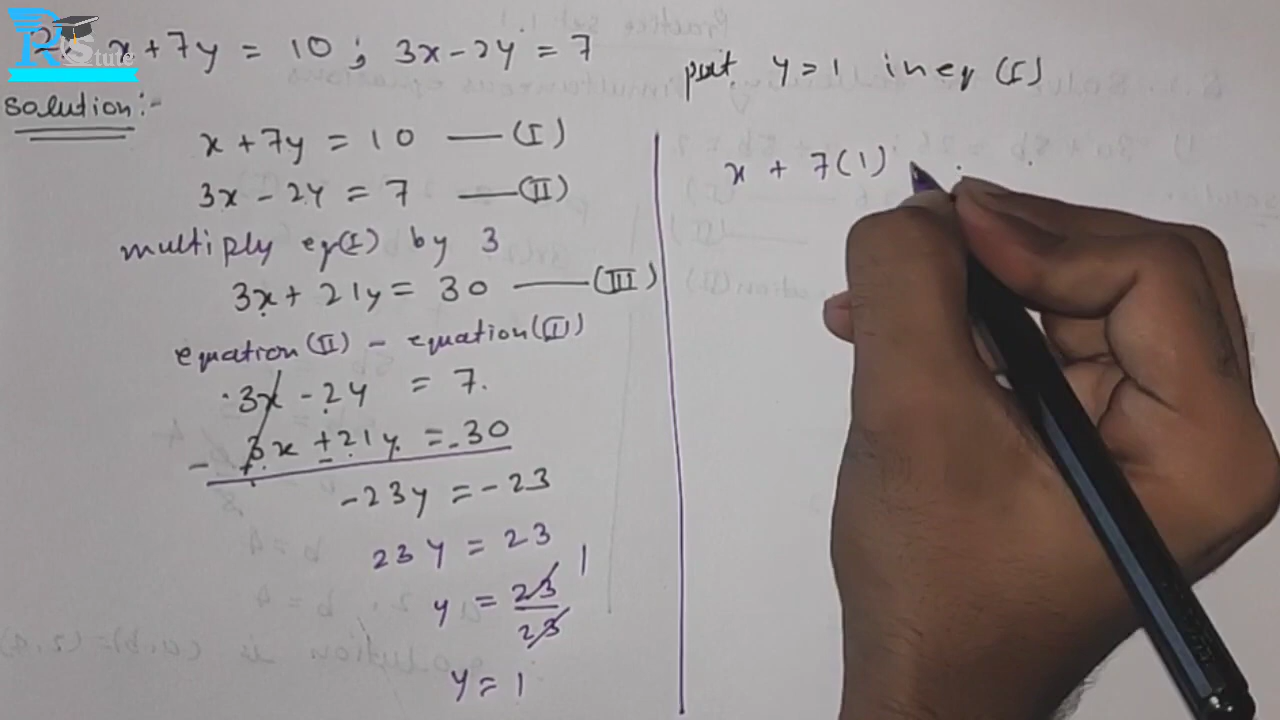 2) x + 7y = 10 ; 3x - 2y = 7
Solution:-
x + 7y = 10 —(I)
3x - 2y = 7 —(II)
multiply eq(I) by 3
3x + 21y = 30 —(III)
equation(II) - equation(III)
3x - 2y = 7.
- 3x + 21y = 30
- - -
-23y = -23
23y = 23
y = 23/23 1
y = 1
put y = 1 in eq (I)
x + 7(1)